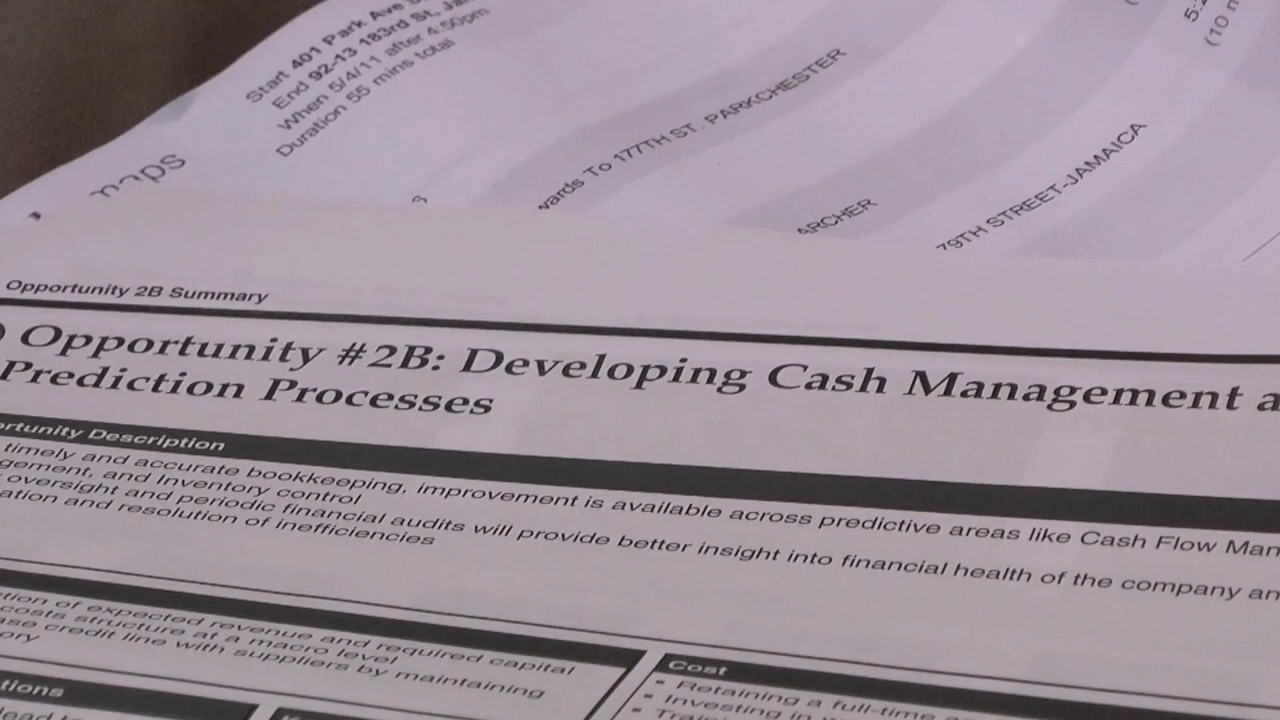 Start 401 Park Ave
End 92-13 183rd St,
When 5/4/11 after 4:50pm
Duration 55 mins total
maps
wards To 177TH ST . PARKCHESTER
ARCHER
79TH STREET-JAMAICA
(10
Opportunity 2B Summary
Opportunity #2B: Developing Cash Management
Prediction Processes
ortunity Description
timely and accurate bookkeeping, improvement is available across predictive areas like Cash Flow Man
gement, and Inventory control
oversight and periodic financial audits will provide better insight into financial health of the company an
ation and resolution of inefficiencies
tion of expected revenue and required capital
costs structure at a macro level
ase credit line with suppliers by maintaining
ory
tions
Cost
▪ Retaining a full-time
▪ Investing in